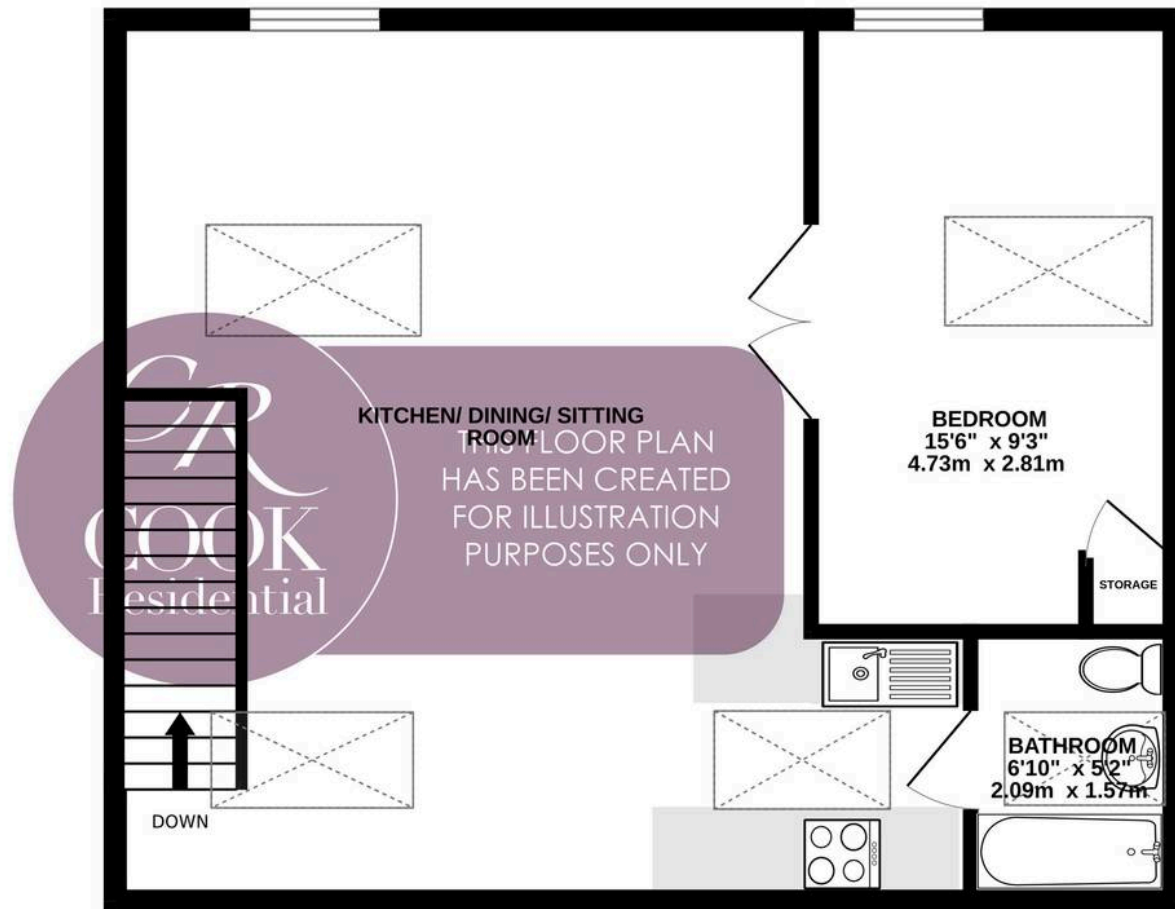 KITCHEN/ DINING/ SITTING
ROOM
CR
COOK
Residential
THIS FLOOR PLAN
HAS BEEN CREATED
FOR ILLUSTRATION
PURPOSES ONLY
BEDROOM
15'6" x 9'3"
4.73m x 2.81m
STORAGE
BATHROOM
6'10" x 5'2"
2.09m x 1.57m
DOWN